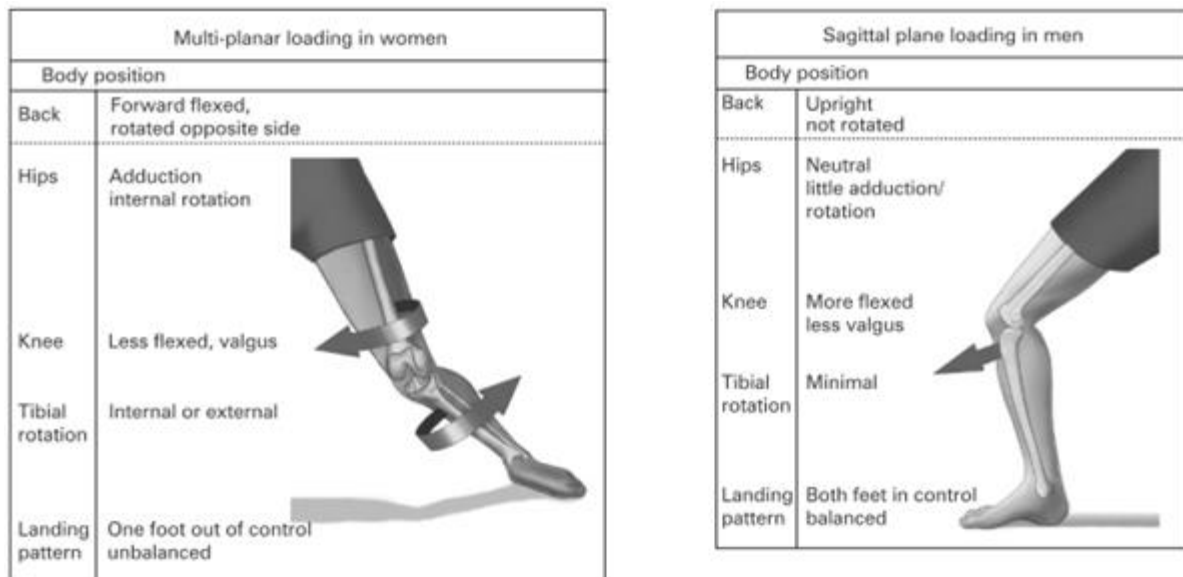 Multi-planar loading in women
Body position
Back
Forward flexed,
rotated opposite side
Hips
Adduction
internal rotation
Knee
Less flexed, valgus
Tibial
rotation
Internal or external
Landing
pattern
One foot out of control
unbalanced
Sagittal plane loading in men
Body position
Back
Upright
not rotated
Hips
Neutral
little adduction/
rotation
Knee
More flexed
less valgus
Tibial
rotation
Minimal
Landing
pattern
Both feet in control
balanced